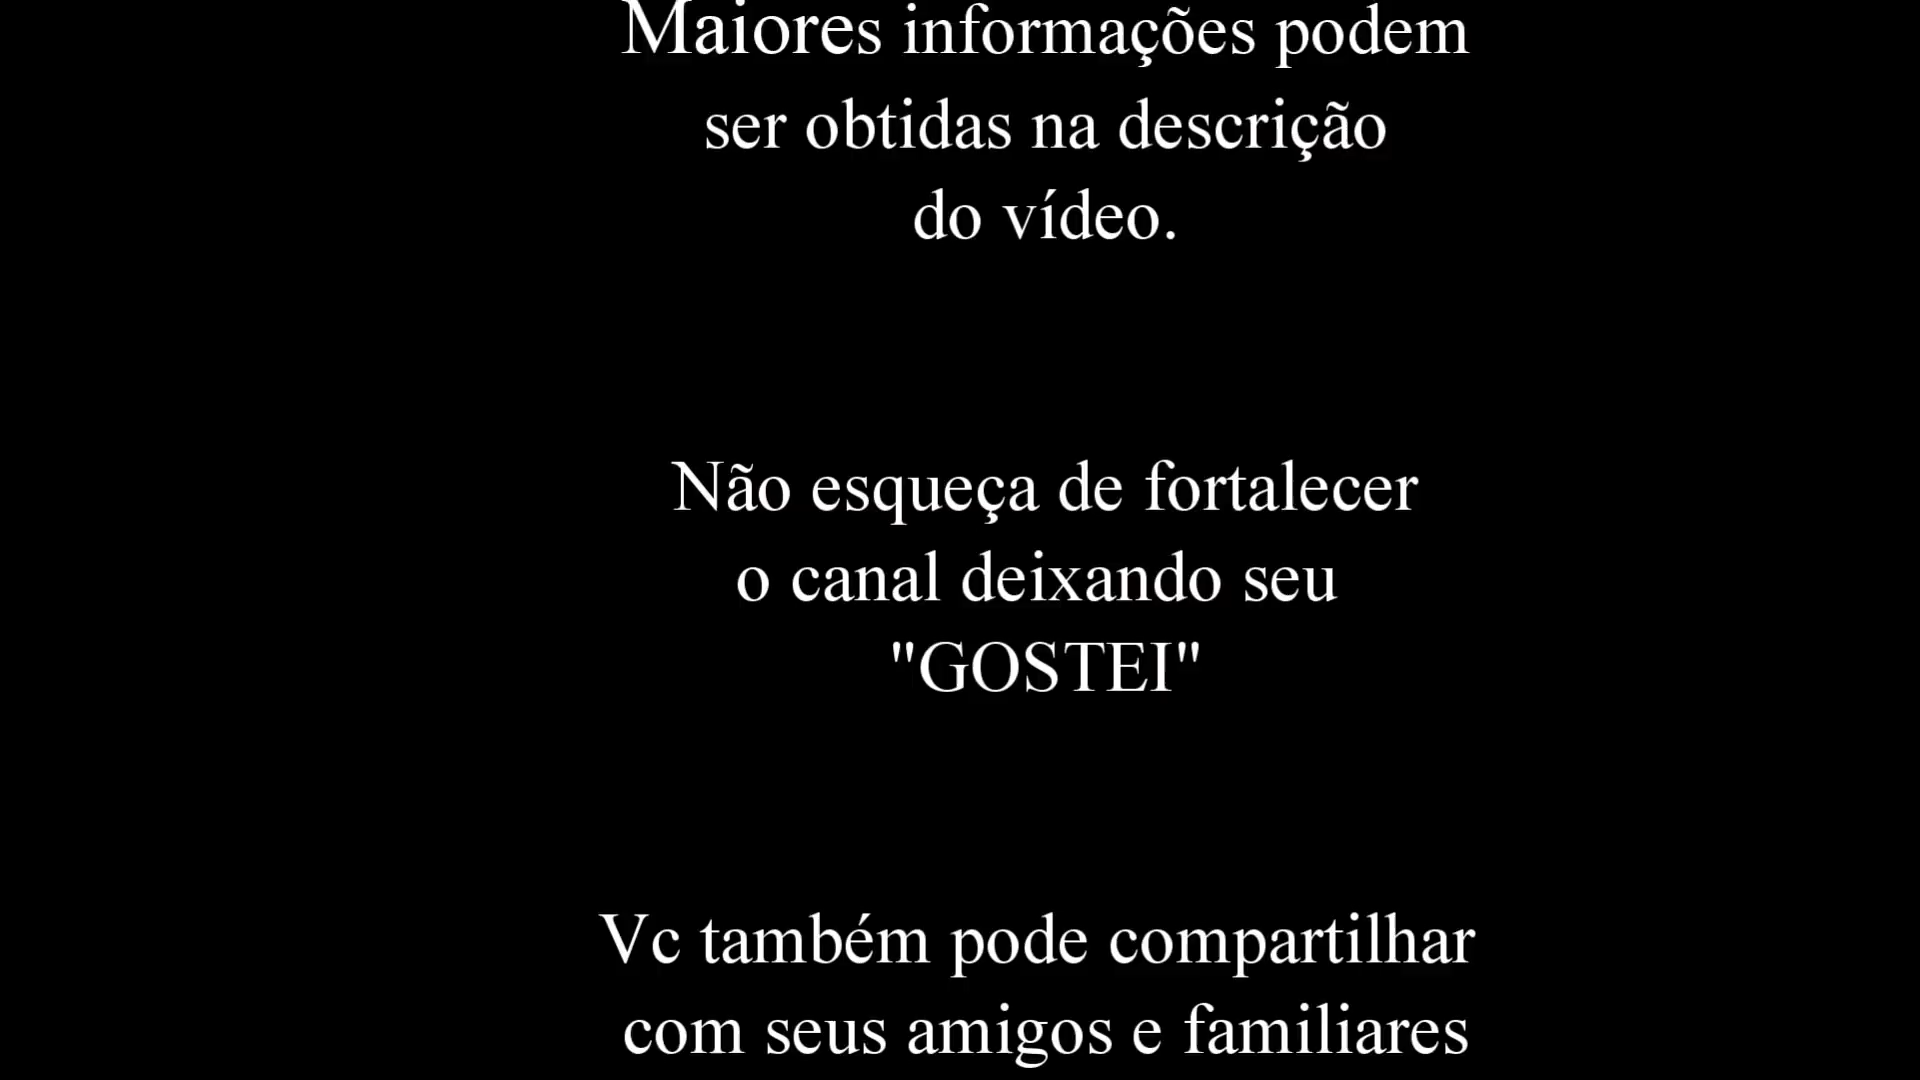 Maiores informações podem
ser obtidas na descrição
do vídeo.
Não esqueça de fortalecer
o canal deixando seu
"GOSTEI"
Vc também pode compartilhar
com seus amigos e familiares